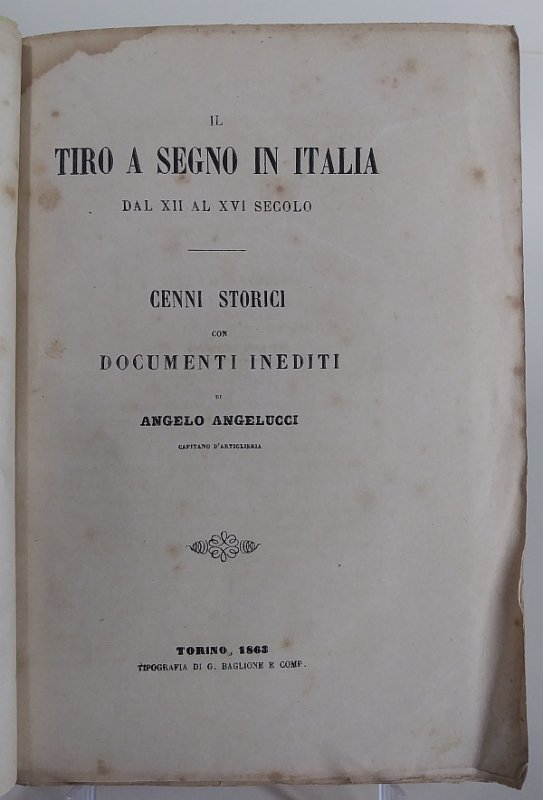 IL
TIRO A SEGNO IN ITALIA
DAL XII AL XVI SECOLO
CENNI STORICI
CON
DOCUMENTI INEDITI
DI
ANGELO ANGELUCCI
CAPITANO D'ARTIGLIERIA
TORINO, 1863
TIPOGRAFIA DI G. BAGLIONE E COMP.